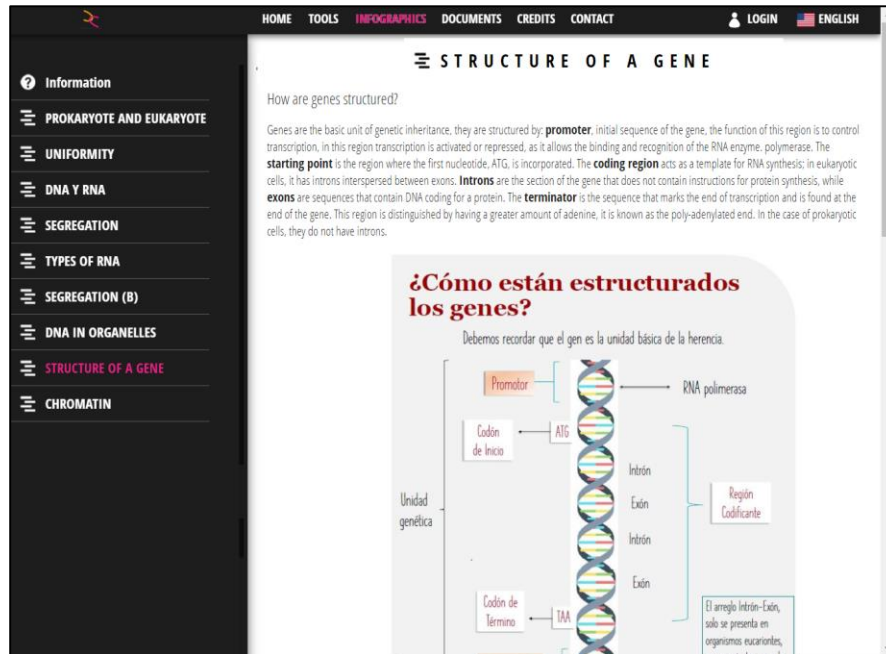 HOME TOOLS INFOGRAPHICS DOCUMENTS CREDITS CONTACT LOGIN ENGLISH
Information
PROKARYOTE AND EUKARYOTE
UNIFORMITY
DNA Y RNA
SEGREGATION
TYPES OF RNA
SEGREGATION (B)
DNA IN ORGANELLES
STRUCTURE OF A GENE
CHROMATIN
STRUCTURE OF A GENE
How are genes structured?
Genes are the basic unit of genetic inheritance, they are structured by: promoter, initial sequence of the gene, the function of this region is to control
transcription, in this region transcription is activated or repressed, as it allows the binding and recognition of the RNA enzyme. polymerase. The
starting point is the region where the first nucleotide, ATG, is incorporated. The coding region acts as a template for RNA synthesis; in eukaryotic
cells, it has introns interspersed between exons. Introns are the section of the gene that does not contain instructions for protein synthesis, while
exons are sequences that contain DNA coding for a protein. The terminator is the sequence that marks the end of transcription and is found at the
end of the gene. This region is distinguished by having a greater amount of adenine, it is known as the poly-adenylated end. In the case of prokaryotic
cells, they do not have introns.
¿Cómo están estructurados
los genes?
Debemos recordar que el gen es la unidad básica de la herencia.
Promotor
RNA polimerasa
Codón
de Inicio
ATG
Intrón
Unidad
genética
Exón
Región
Codificante
Intrón
Exón
Codón de
Término
TAA
El arreglo Intrón-Exón,
solo se presenta en
organismos eucariontes,